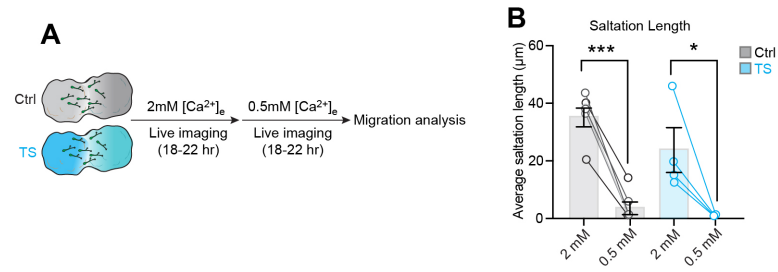 A
Ctrl
TS
2mM [Ca²⁺]ₑ
Live imaging
(18-22 hr)
0.5mM [Ca²⁺]ₑ
Live imaging
(18-22 hr)
Migration analysis
B
Saltation Length
Average saltation length (μm)
60
40
20
0
***
*
2 mM
0.5 mM
2 mM
0.5 mM
Ctrl
TS